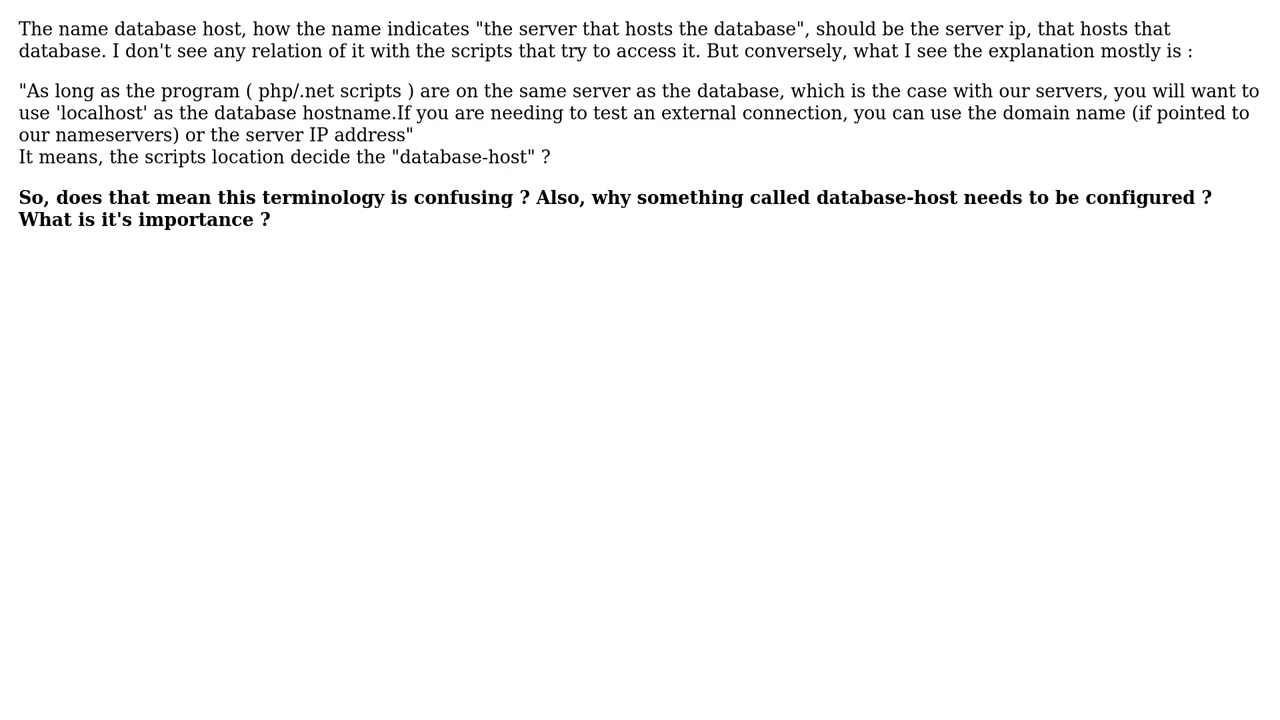 The name database host, how the name indicates "the server that hosts the database", should be the server ip, that hosts that
database. I don't see any relation of it with the scripts that try to access it. But conversely, what I see the explanation mostly is :
"As long as the program ( php/.net scripts ) are on the same server as the database, which is the case with our servers, you will want to
use 'localhost' as the database hostname.If you are needing to test an external connection, you can use the domain name (if pointed to
our nameservers) or the server IP address"
It means, the scripts location decide the "database-host" ?
So, does that mean this terminology is confusing ? Also, why something called database-host needs to be configured ?
What is it's importance ?